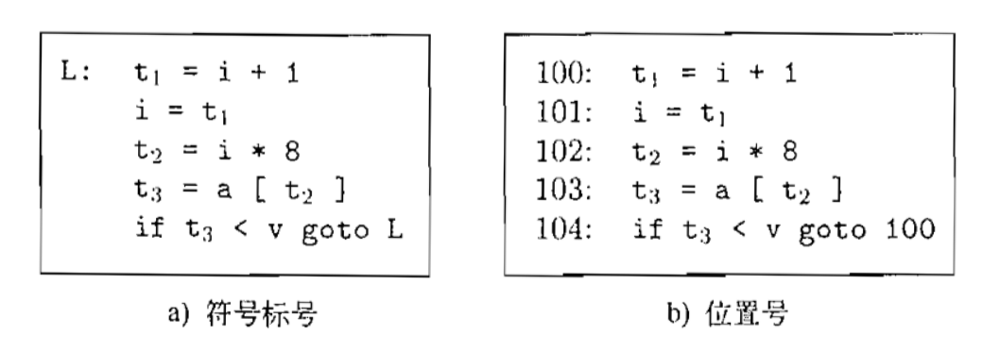 L: t₁ = i + 1
i = t₁
t₂ = i * 8
t₃ = a [ t₂ ]
if t₃ < v goto L
a) 符号标号
100: t₁ = i + 1
101: i = t₁
102: t₂ = i * 8
103: t₃ = a [ t₂ ]
104: if t₃ < v goto 100
b) 位置号